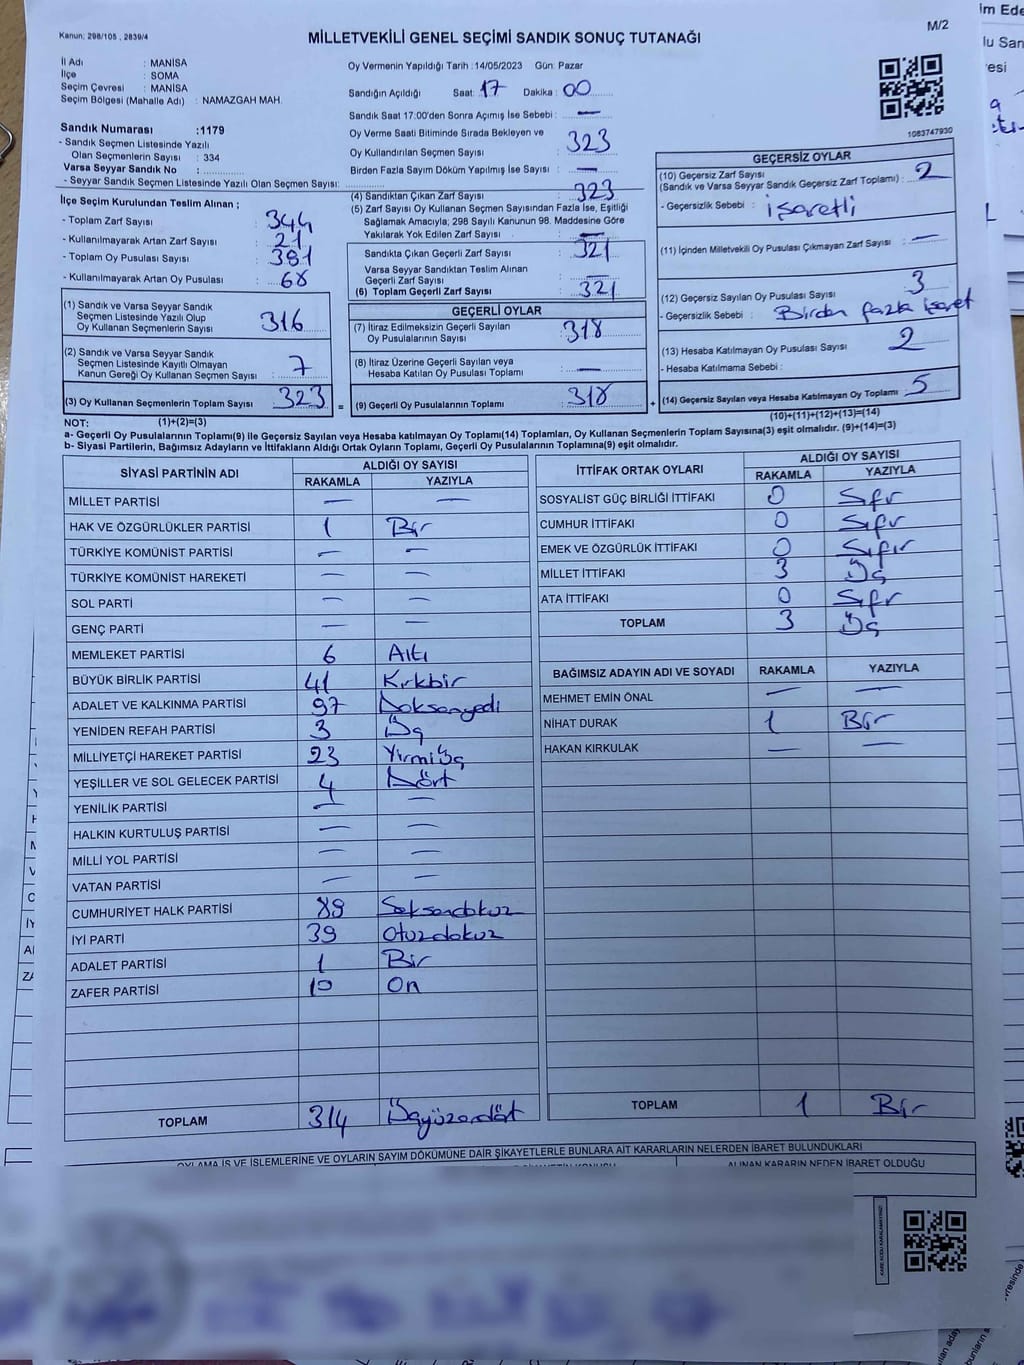 M/2
Kanun: 298/105 , 2839/4
MİLLETVEKİLİ GENEL SEÇİMİ SANDIK SONUÇ TUTANAĞI
İl Adı : MANİSA
İlçe : SOMA
Seçim Çevresi : MANİSA
Seçim Bölgesi (Mahalle Adı) : NAMAZGAH MAH.
Sandık Numarası :1179
- Sandık Seçmen Listesinde Yazılı
Olan Seçmenlerin Sayısı : 334
Varsa Seyyar Sandık No :
- Seyyar Sandık Seçmen Listesinde Yazılı Olan Seçmen Sayısı:
Oy Vermenin Yapıldığı Tarih :14/05/2023 Gün: Pazar
Sandığın Açıldığı Saat: 17 Dakika : 00
Sandık Saat 17:00'den Sonra Açımış İse Sebebi : —
Oy Verme Saati Bitiminde Sırada Bekleyen ve
Oy Kullandırılan Seçmen Sayısı : 323
Birden Fazla Sayım Döküm Yapılmış İse Sayısı : —
1083747930
İlçe Seçim Kurulundan Teslim Alınan ;
- Toplam Zarf Sayısı : 344
- Kullanılmayarak Artan Zarf Sayısı : 21
- Toplam Oy Pusulası Sayısı : 381
- Kullanılmayarak Artan Oy Pusulası : 68
(1) Sandık ve Varsa Seyyar Sandık
Seçmen Listesinde Yazılı Olup
Oy Kullanan Seçmenlerin Sayısı : 316
(2) Sandık ve Varsa Seyyar Sandık
Seçmen Listesinde Kayıtlı Olmayan
Kanun Gereği Oy Kullanan Seçmen Sayısı : 7
(3) Oy Kullanan Seçmenlerin Toplam Sayısı : 323
(1)+(2)=(3)
(4) Sandıktan Çıkan Zarf Sayısı : 323
(5) Zarf Sayısı Oy Kullanan Seçmen Sayısından Fazla İse, Eşitliği
Sağlamak Amacıyla; 298 Sayılı Kanunun 98. Maddesine Göre
Yakılarak Yok Edilen Zarf Sayısı : —
Sandıkta Çıkan Geçerli Zarf Sayısı : 321
Varsa Seyyar Sandıktan Teslim Alınan
Geçerli Zarf Sayısı : —
(6) Toplam Geçerli Zarf Sayısı : 321
GEÇERLİ OYLAR
(7) İtiraz Edilmeksizin Geçerli Sayılan
Oy Pusulalarının Sayısı : 318
(8) İtiraz Üzerine Geçerli Sayılan veya
Hesaba Katılan Oy Pusulası Toplamı : —
= (9) Geçerli Oy Pusulalarının Toplamı : 318 +
GEÇERSİZ OYLAR
(10) Geçersiz Zarf Sayısı
(Sandık ve Varsa Seyyar Sandık Geçersiz Zarf Toplamı) : 2
- Geçersizlik Sebebi : işaretli
(11) İçinden Milletvekili Oy Pusulası Çıkmayan Zarf Sayısı : —
(12) Geçersiz Sayılan Oy Pusulası Sayısı : 3
- Geçersizlik Sebebi : Birden fazla işaret
(13) Hesaba Katılmayan Oy Pusulası Sayısı : 2
- Hesaba Katılmama Sebebi :
(14) Geçersiz Sayılan veya Hesaba Katılmayan Oy Toplamı : 5
(10)+(11)+(12)+(13)=(14)
NOT:
a- Geçerli Oy Pusulalarının Toplamı(9) ile Geçersiz Sayılan veya Hesaba katılmayan Oy Toplamı(14) Toplamları, Oy Kullanan Seçmenlerin Toplam Sayısına(3) eşit olmalıdır. (9)+(14)=(3)
b- Siyasi Partilerin, Bağımsız Adayların ve İttifakların Aldığı Ortak Oyların Toplamı, Geçerli Oy Pusulalarının Toplamına(9) eşit olmalıdır.
SİYASİ PARTİNİN ADI ALDIĞI OY SAYISI
RAKAMLA YAZIYLA
MİLLET PARTİSİ — —
HAK VE ÖZGÜRLÜKLER PARTİSİ 1 Bir
TÜRKİYE KOMÜNİST PARTİSİ — —
TÜRKİYE KOMÜNİST HAREKETİ — —
SOL PARTİ — —
GENÇ PARTİ — —
MEMLEKET PARTİSİ 6 Altı
BÜYÜK BİRLİK PARTİSİ 41 Kırkbir
ADALET VE KALKINMA PARTİSİ 97 Doksanyedi
YENİDEN REFAH PARTİSİ 3 Üç
MİLLİYETÇİ HAREKET PARTİSİ 23 Yirmiüç
YEŞİLLER VE SOL GELECEK PARTİSİ 4 Dört
YENİLİK PARTİSİ — —
HALKIN KURTULUŞ PARTİSİ — —
MİLLİ YOL PARTİSİ — —
VATAN PARTİSİ — —
CUMHURİYET HALK PARTİSİ 89 Seksendokuz
İYİ PARTİ 39 Otuzdokuz
ADALET PARTİSİ 1 Bir
ZAFER PARTİSİ 10 On
TOPLAM 314 Üçyüzondört
İTTİFAK ORTAK OYLARI ALDIĞI OY SAYISI
RAKAMLA YAZIYLA
SOSYALİST GÜÇ BİRLİĞİ İTTİFAKI 0 Sıfır
CUMHUR İTTİFAKI 0 Sıfır
EMEK VE ÖZGÜRLÜK İTTİFAKI 0 Sıfır
MİLLET İTTİFAKI 3 Üç
ATA İTTİFAKI 0 Sıfır
TOPLAM 3 Üç
BAĞIMSIZ ADAYIN ADI VE SOYADI RAKAMLA YAZIYLA
MEHMET EMİN ÖNAL — —
NİHAT DURAK 1 Bir
HAKAN KIRKULAK — —
TOPLAM 1 Bir
OYLAMA İŞ VE İŞLEMLERİNE VE OYLARIN SAYIM DÖKÜMÜNE DAİR ŞİKAYETLERLE BUNLARA AİT KARARLARIN NELERDEN İBARET BULUNDUKLARI
ALINAN KARARIN NEDEN İBARET OLDUĞU